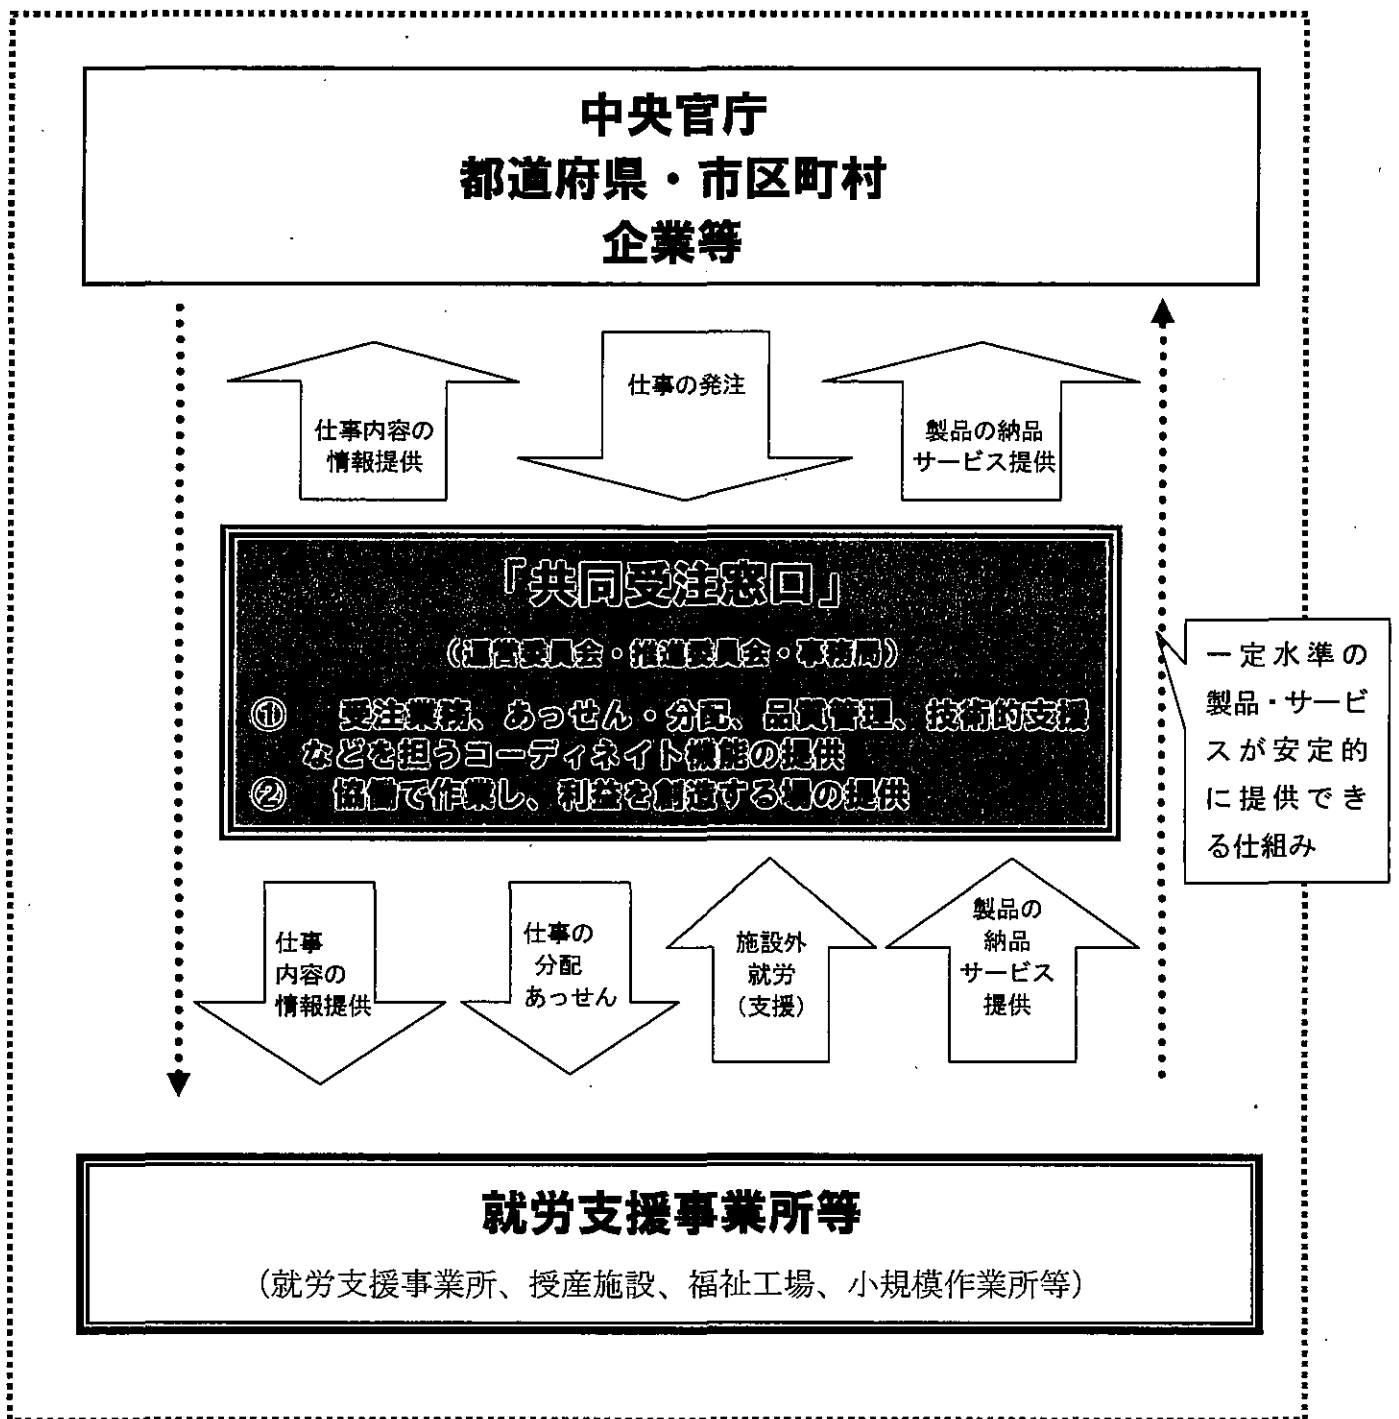 中央官庁
都道府県・市区町村
企業等
仕事内容の
情報提供
仕事の発注
製品の納品
サービス提供
「共同受注窓口」
（運営委員会・推進委員会・事務局）
① 受注業務、あっせん・分配、品質管理、技術的支援
などを担うコーディネイト機能の提供
② 協働で作業し、利益を創造する場の提供
一定水準の
製品・サービ
スが安定的
に提供でき
る仕組み
仕事
内容の
情報提供
仕事の
分配
あっせん
施設外
就労
（支援）
製品の
納品
サービス
提供
就労支援事業所等
（就労支援事業所、授産施設、福祉工場、小規模作業所等）